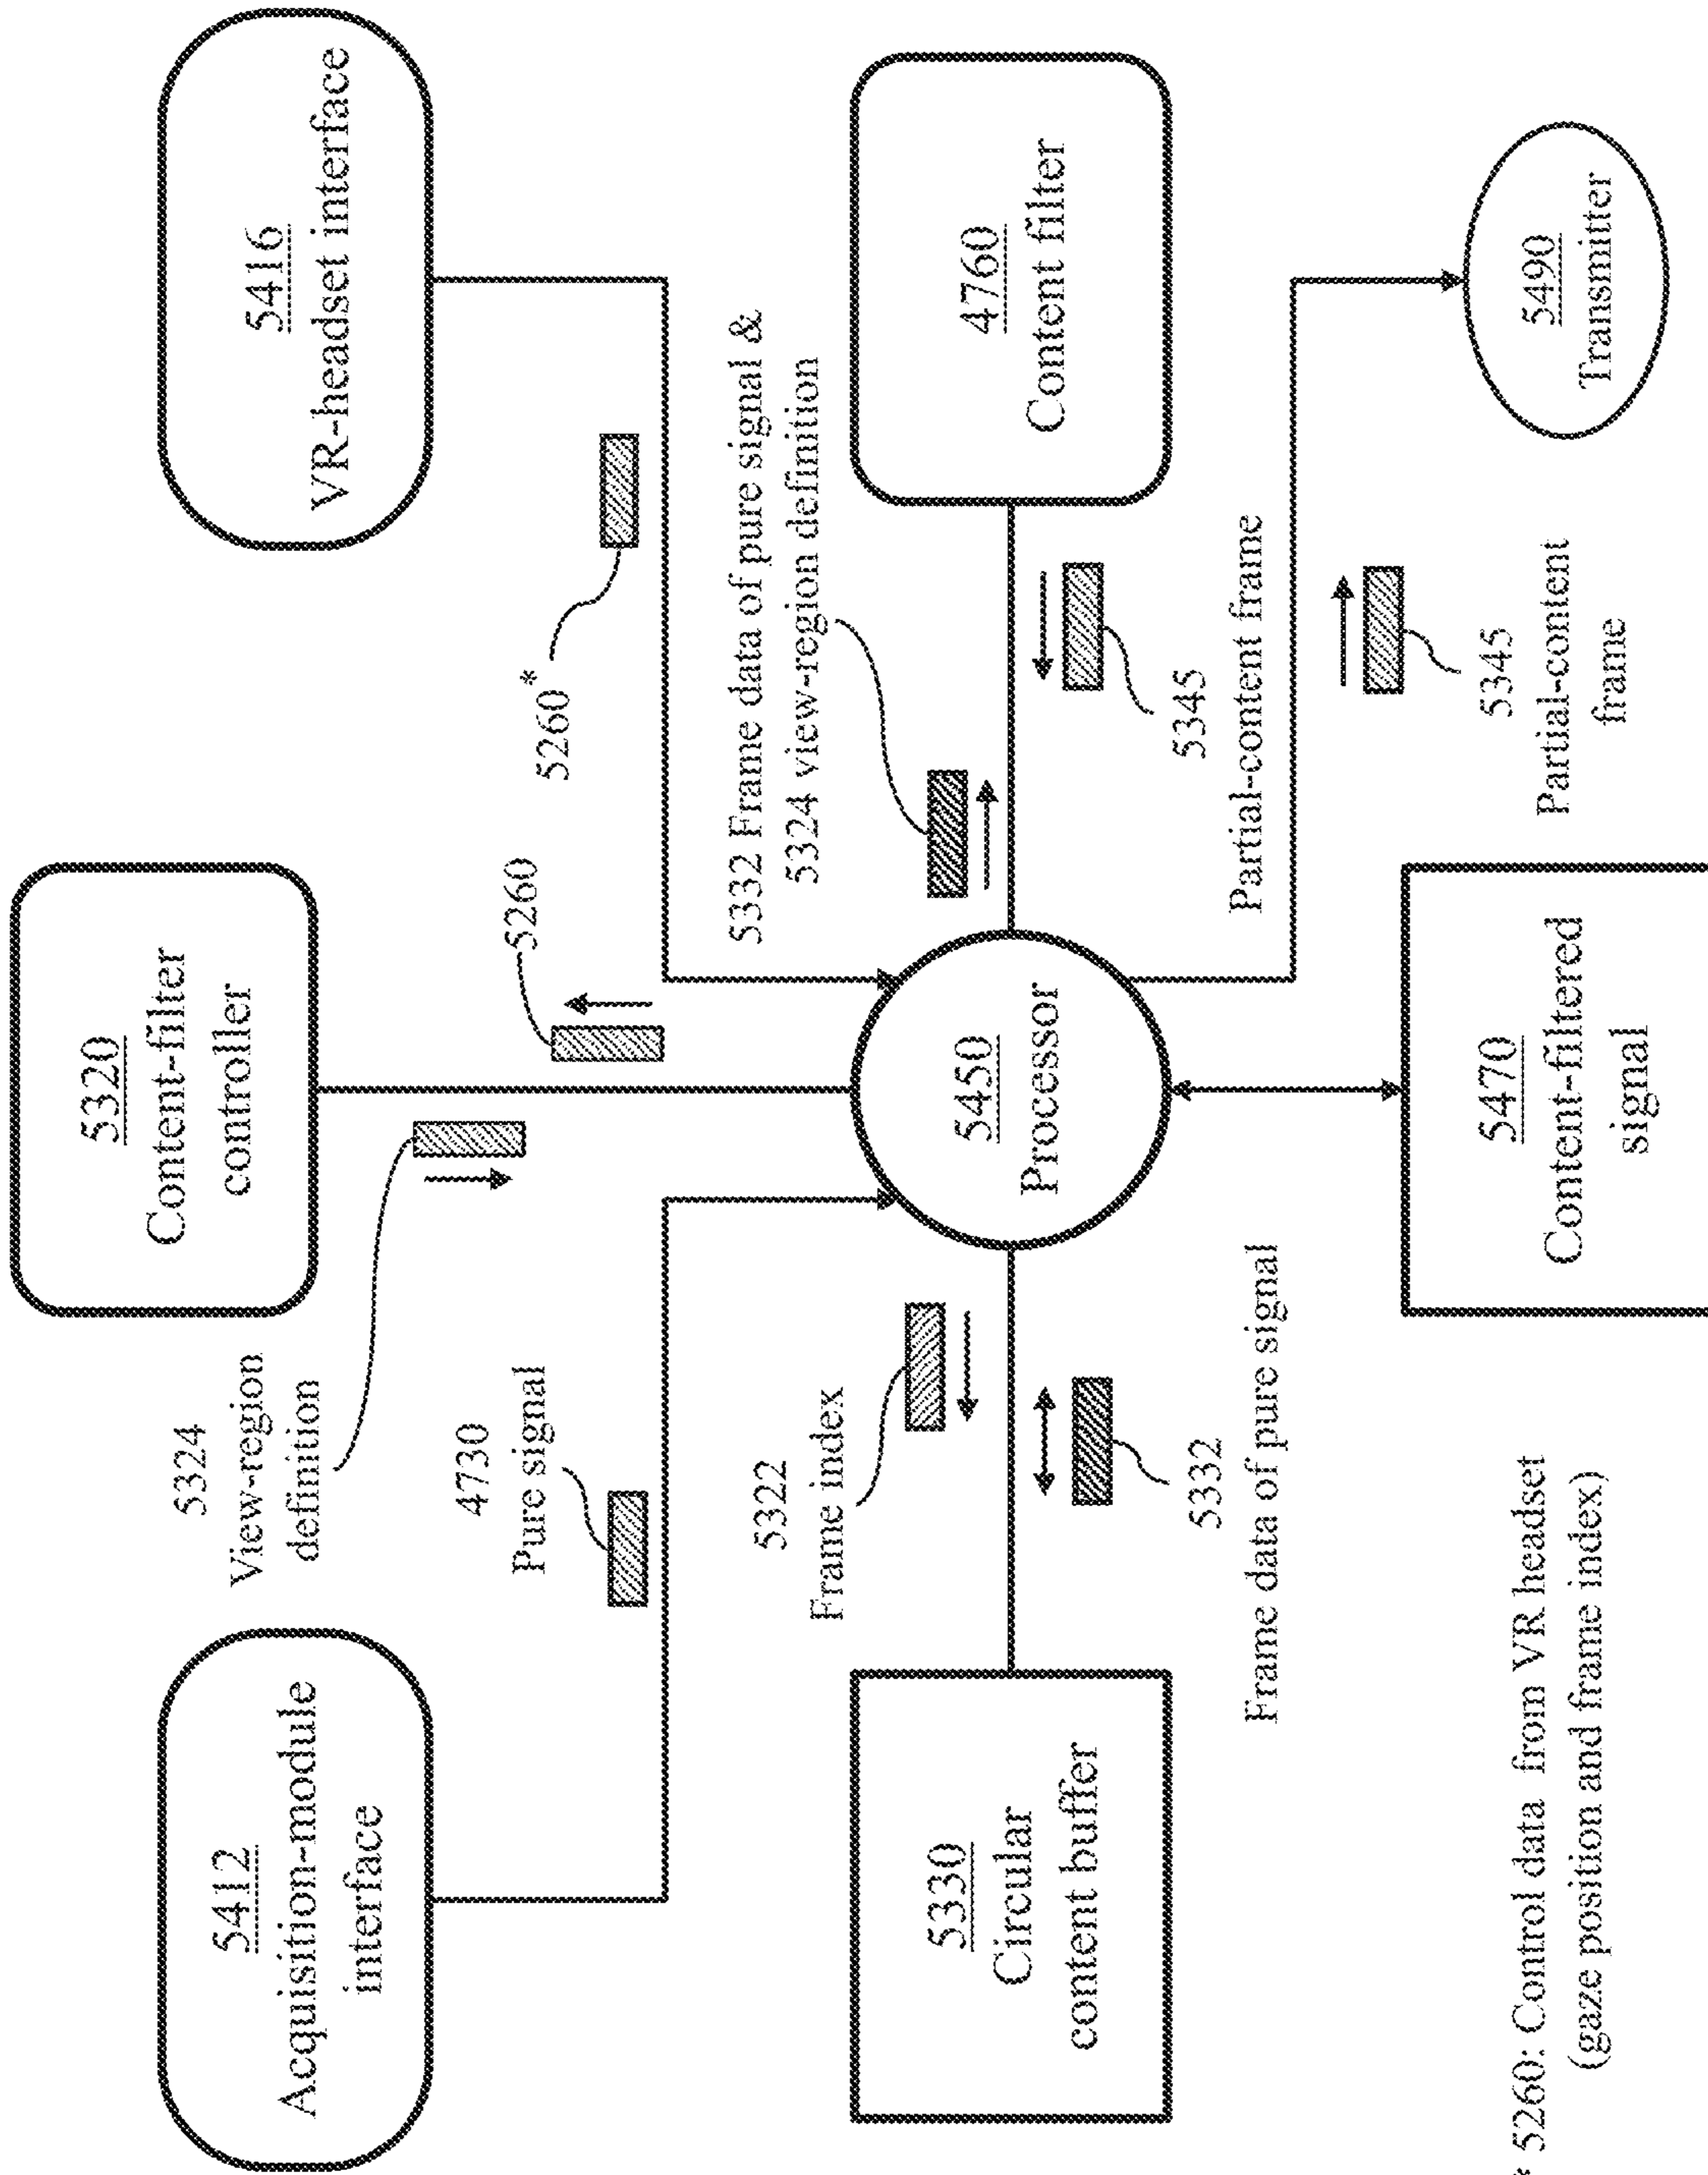 5412
Acquisition-module
interface
5320
Content-filter
controller
5416
VR-headset interface
5324
View-region
definition
4730
Pure signal
5260
5260*
5332 Frame data of pure signal &
5324 view-region definition
5322
Frame index
5330
Circular
content buffer
5450
Processor
4760
Content filter
5332
Frame data of pure signal
5345
Partial-content frame
5345
Partial-content
frame
5470
Content-filtered
signal
5490
Transmitter
* 5260: Control data from VR headset
(gaze position and frame index)